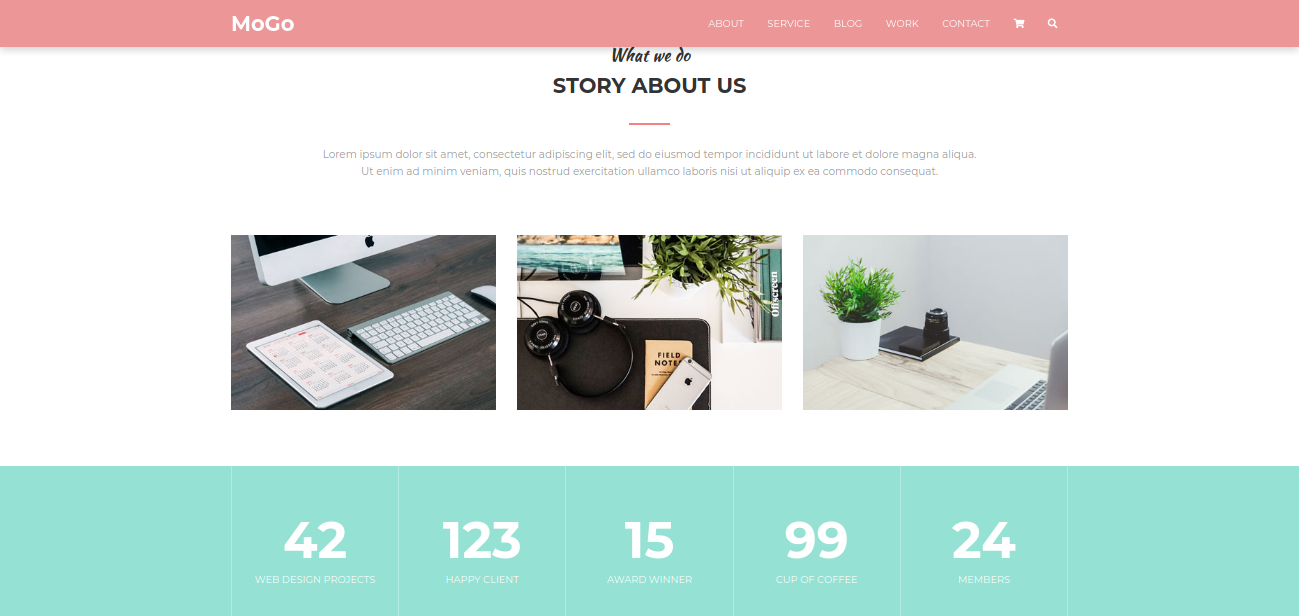 MoGo
ABOUT SERVICE BLOG WORK CONTACT
What we do
STORY ABOUT US
Lorem ipsum dolor sit amet, consectetur adipiscing elit, sed do eiusmod tempor incididunt ut labore et dolore magna aliqua.
Ut enim ad minim veniam, quis nostrud exercitation ullamco laboris nisi ut aliquip ex ea commodo consequat.
Offscreen
FIELD
NOTES
42 123 15 99 24
WEB DESIGN PROJECTS HAPPY CLIENT AWARD WINNER CUP OF COFFEE MEMBERS